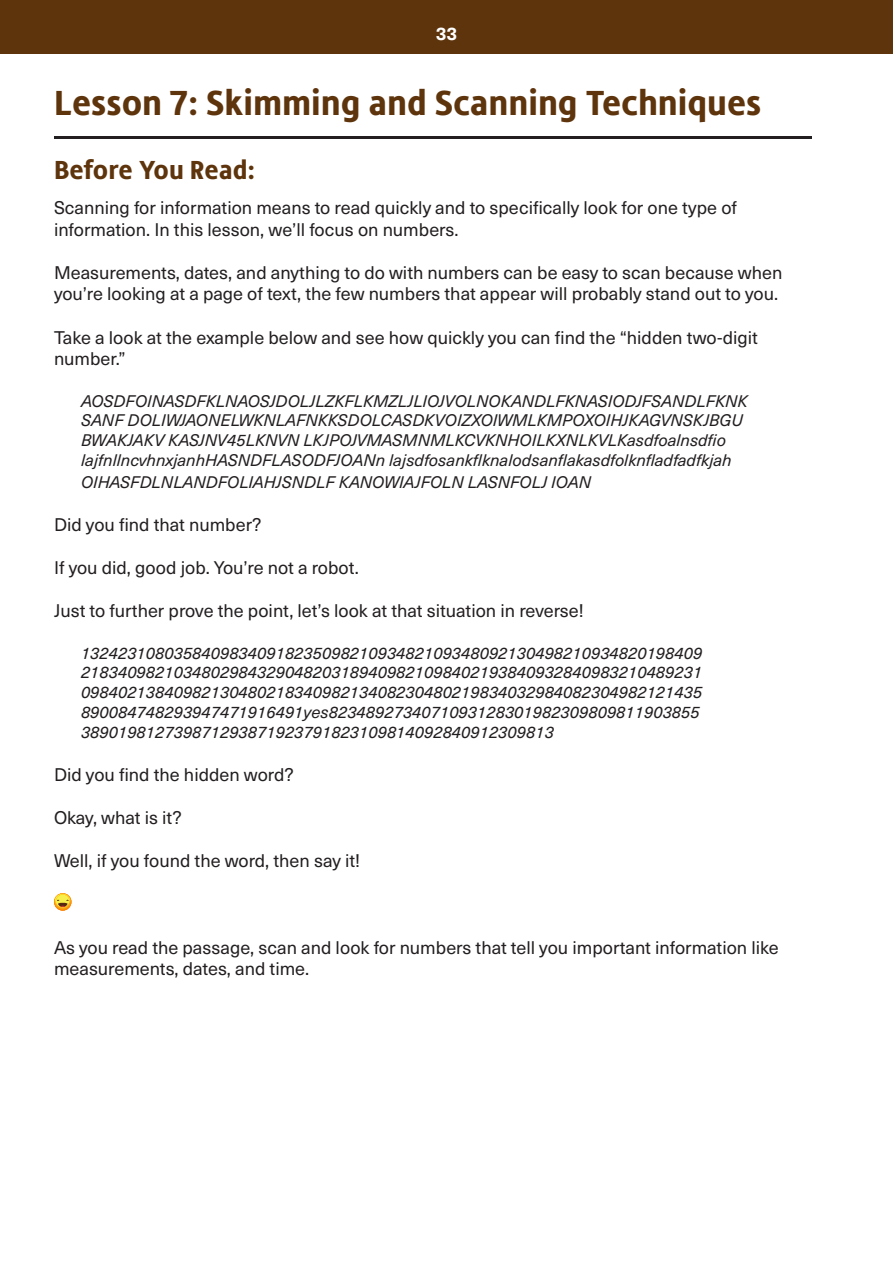 33
Lesson 7: Skimming and Scanning Techniques
Before You Read:
Scanning for information means to read quickly and to specifically look for one type of
information. In this lesson, we’ll focus on numbers.
Measurements, dates, and anything to do with numbers can be easy to scan because when
you’re looking at a page of text, the few numbers that appear will probably stand out to you.
Take a look at the example below and see how quickly you can find the “hidden two-digit
number.”
AOSDFOINASDFKLNAOSJDOLJLZKFLKMZLJLIOJVOLNOKANDLFKNASIODJFSANDLFKNK
SANF DOLIWJAONELWKNLAFNKKSDOLCASDKVOIZXOIWMLKMPOXOIHJKAGVNSKJBGU
BWAKJAKV KASJNV45LKNVN LKJPOJVMASMNMLKCVKNHOILKXNLKVLKasdfoalnsdfio
lajfnllncvhnxjanhHASNDFLASODFJOANn lajsdfosankflknalodsanflakasdfolknfladfadfkjah
OIHASFDLNLANDFOLIAHJSNDLF KANOWIAJFOLN LASNFOLJ IOAN
Did you find that number?
If you did, good job. You’re not a robot.
Just to further prove the point, let’s look at that situation in reverse!
132423108035840983409182350982109348210934809213049821093482019840​9
218340982103480298432904820318940982109840219384093284098321048923​1
098402138409821304802183409821340823048021983403298408230498212143​5
89008474829394747191649​1yes8234892734071093128301982309809811903855
38901981273987129387192379182310981409284091230981​3
Did you find the hidden word?
Okay, what is it?
Well, if you found the word, then say it!
😄
As you read the passage, scan and look for numbers that tell you important information like
measurements, dates, and time.